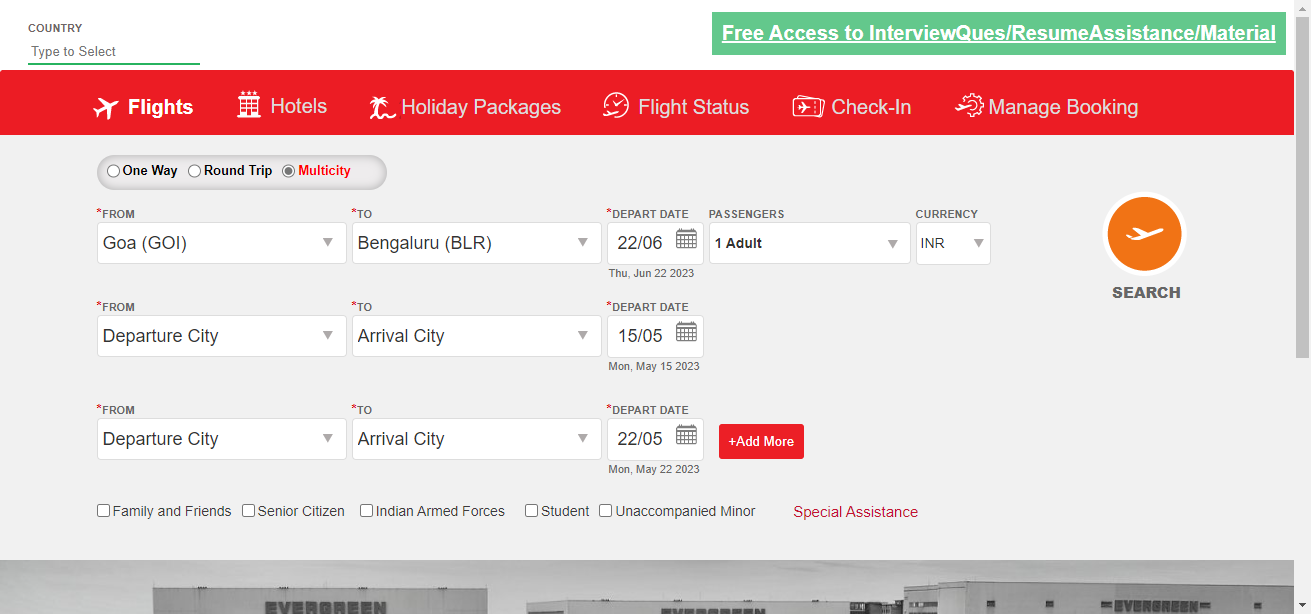 COUNTRY
Type to Select
Free Access to InterviewQues/ResumeAssistance/Material
Flights Hotels Holiday Packages Flight Status Check-In Manage Booking
One Way Round Trip Multicity
*FROM *TO *DEPART DATE PASSENGERS CURRENCY
Goa (GOI) Bengaluru (BLR) 22/06 1 Adult INR
Thu, Jun 22 2023
SEARCH
*FROM *TO *DEPART DATE
Departure City Arrival City 15/05
Mon, May 15 2023
*FROM *TO *DEPART DATE
Departure City Arrival City 22/05 +Add More
Mon, May 22 2023
Family and Friends Senior Citizen Indian Armed Forces Student Unaccompanied Minor Special Assistance
EVERGREEN EVERGREEN EVERGREEN